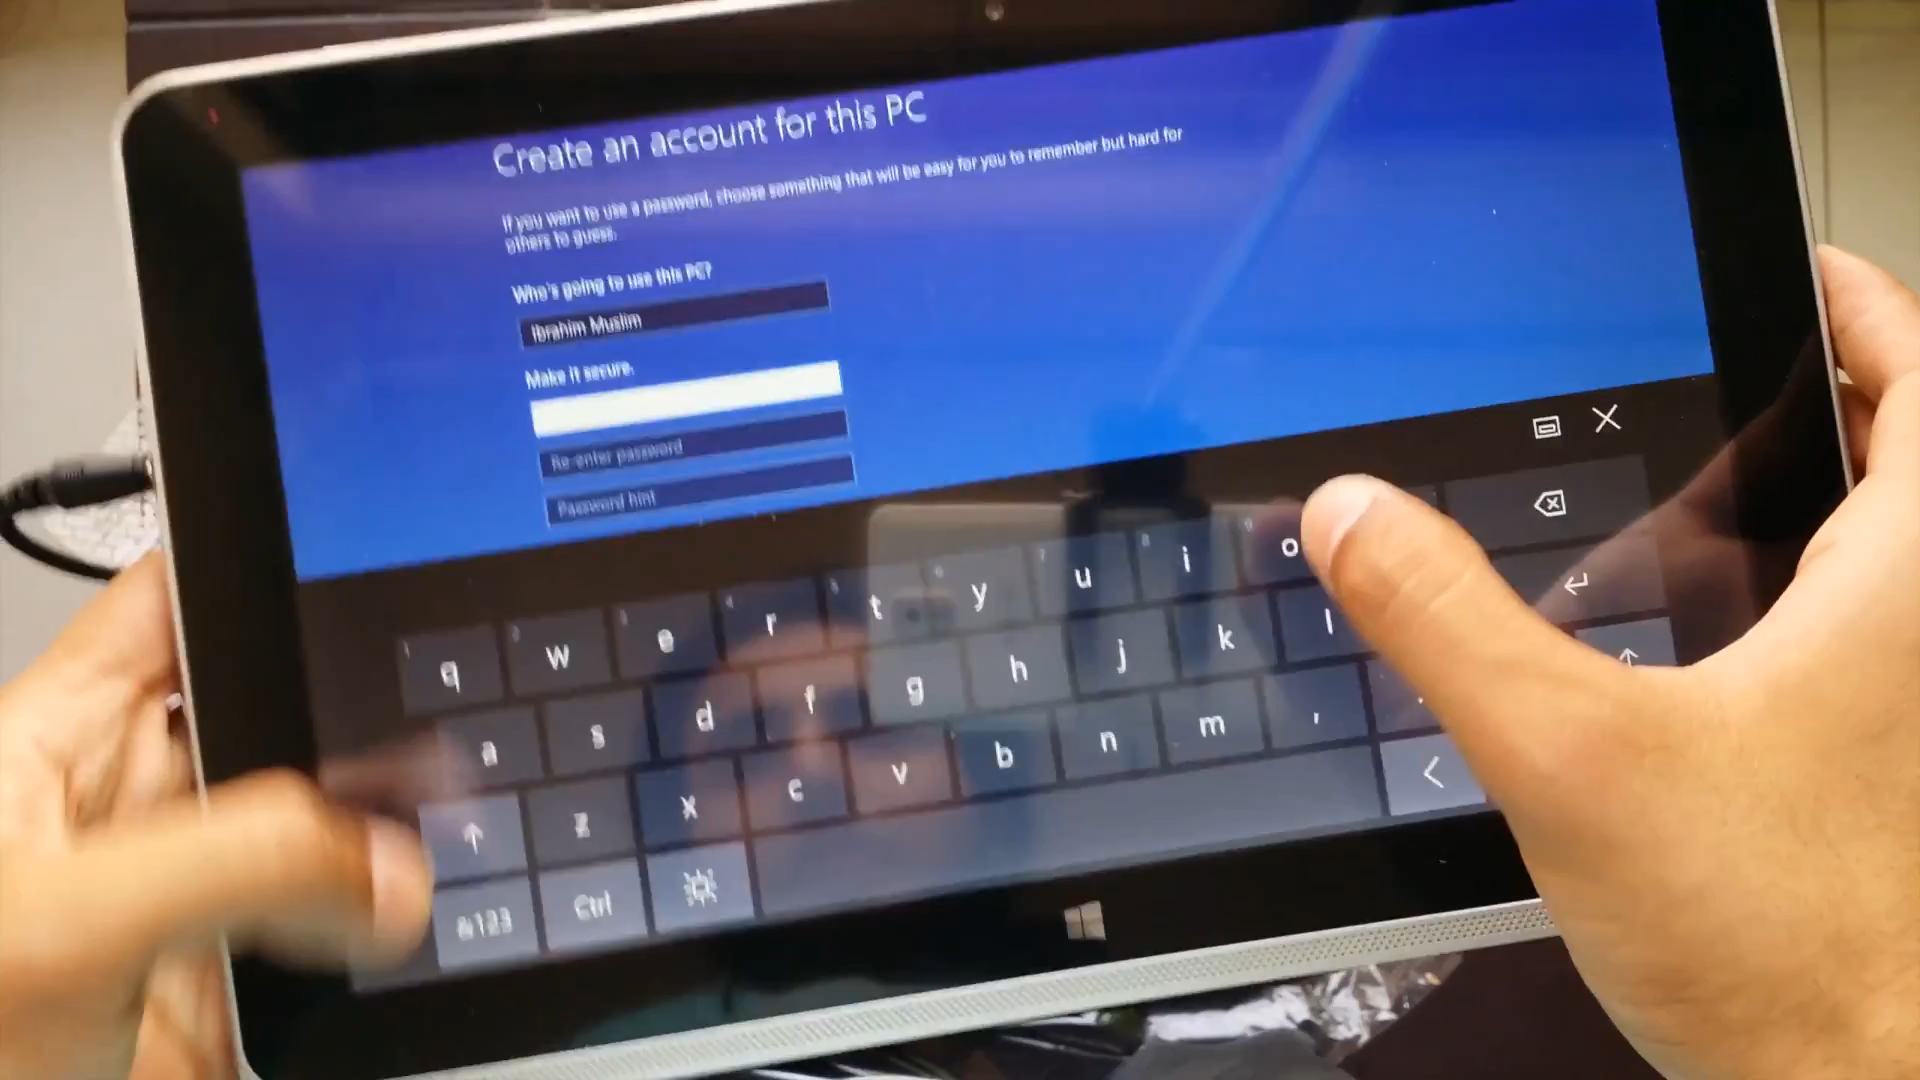 Create an account for this PC
If you want to use a password, choose something that will be easy for you to remember but hard for
others to guess.
Who's going to use this PC?
Ibrahim Muslim
Make it secure.
Re-enter password
Password hint
q w e r t y u i o
a s d f g h j k l
z x c v b n m ,
&123 Ctrl